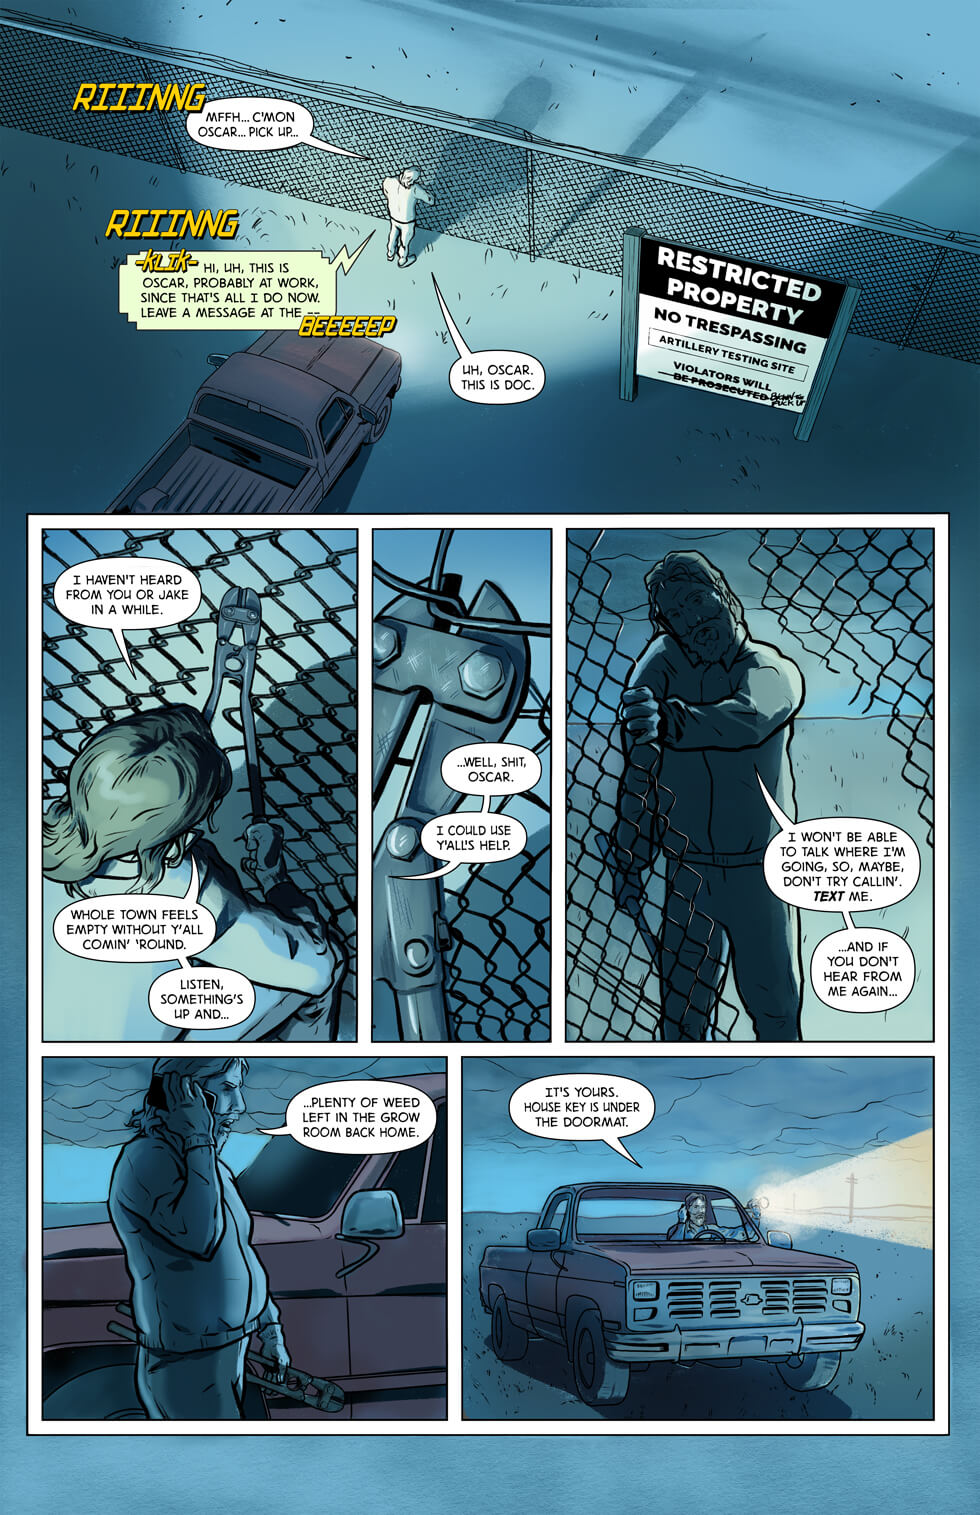 RIIINNG
MFFH... C'MON
OSCAR... PICK UP...
RIIINNG
-KLIK-
HI, UH, THIS IS
OSCAR, PROBABLY AT WORK,
SINCE THAT'S ALL I DO NOW.
LEAVE A MESSAGE AT THE --
BEEEEEP
UH, OSCAR.
THIS IS DOC.
RESTRICTED
PROPERTY
NO TRESPASSING
ARTILLERY TESTING SITE
VIOLATORS WILL
BE PROSECUTED
FUCK UP
I HAVEN'T HEARD
FROM YOU OR JAKE
IN A WHILE.
WHOLE TOWN FEELS
EMPTY WITHOUT Y'ALL
COMIN' 'ROUND.
LISTEN,
SOMETHING'S
UP AND...
...WELL, SHIT,
OSCAR.
I COULD USE
Y'ALL'S HELP.
I WON'T BE ABLE
TO TALK WHERE I'M
GOING, SO, MAYBE,
DON'T TRY CALLIN'.
TEXT ME.
...AND IF
YOU DON'T
HEAR FROM
ME AGAIN...
...PLENTY OF WEED
LEFT IN THE GROW
ROOM BACK HOME.
IT'S YOURS.
HOUSE KEY IS UNDER
THE DOORMAT.